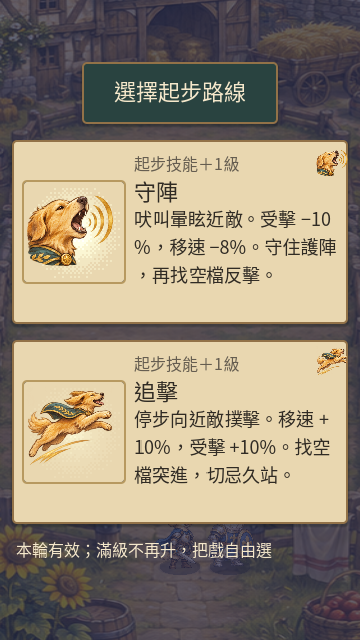 選擇起步路線
起步技能＋1級
守陣
吠叫暈眩近敵。受擊 −10
%，移速 −8%。守住護陣
，再找空檔反擊。
起步技能＋1級
追擊
停步向近敵撲擊。移速 +
10%，受擊 +10%。找空
檔突進，切忌久站。
本輪有效；滿級不再升，把戲自由選